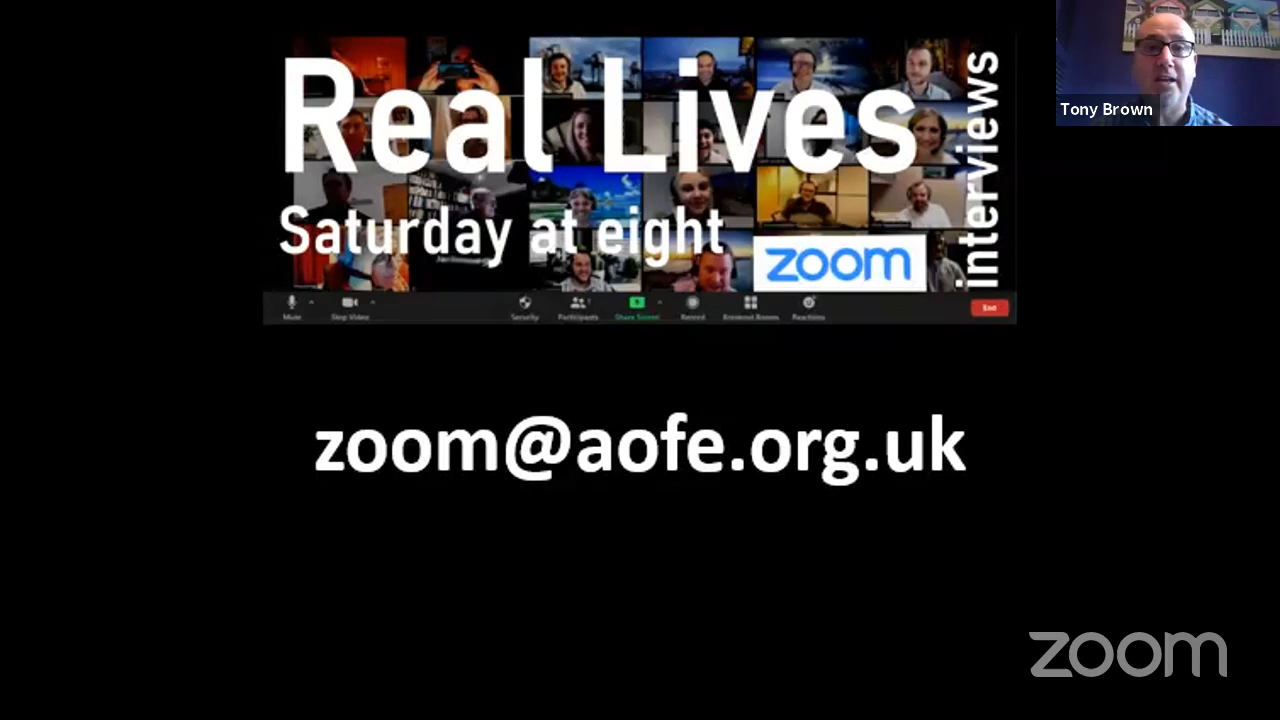 Real Lives
interviews
Saturday at eight
zoom
Mute
Stop Video
Security
Participants
Share Screen
Record
Breakout Rooms
Reactions
End
Tony Brown
zoom@aofe.org.uk
zoom